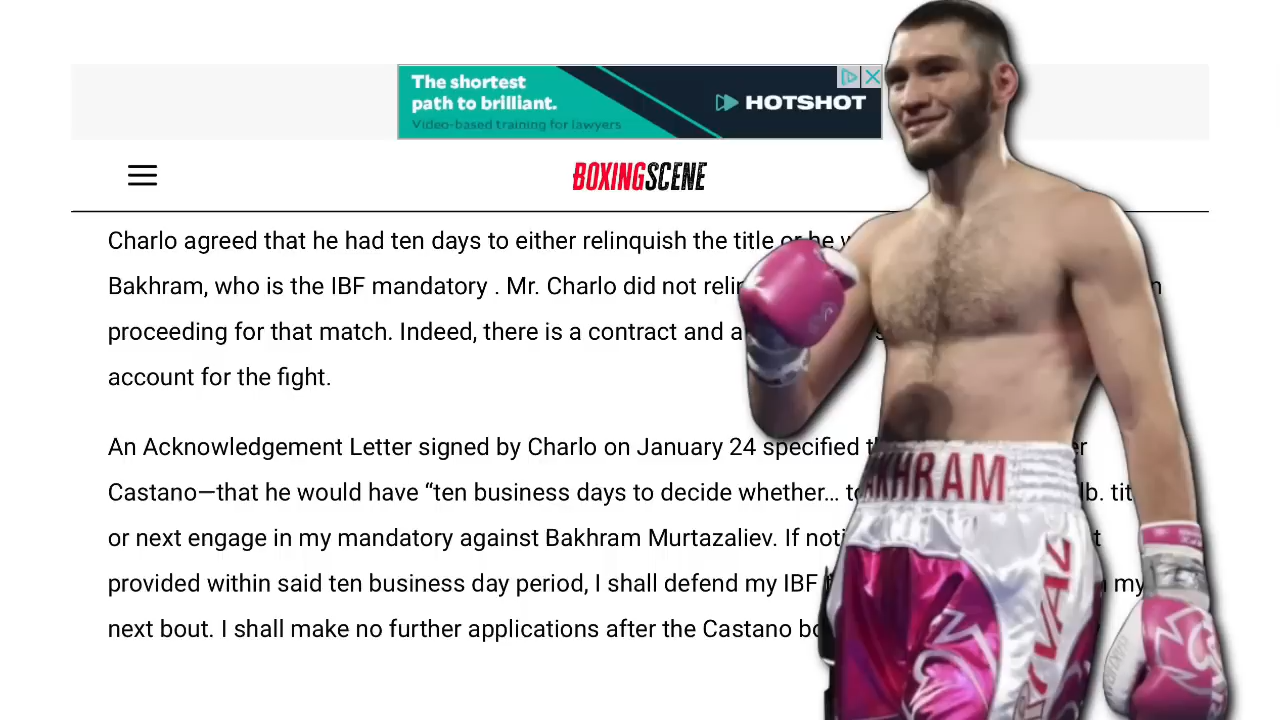 The shortest
path to brilliant.
Video-based training for lawyers
HOTSHOT
BOXINGSCENE
Charlo agreed that he had ten days to either relinquish the title or he
Bakhram, who is the IBF mandatory . Mr. Charlo did not
proceeding for that match. Indeed, there is a contract and
account for the fight.
An Acknowledgement Letter signed by Charlo on January 24 specified
Castano—that he would have “ten business days to decide whether… lb.
or next engage in my mandatory against Bakhram Murtazaliev. If
provided within said ten business day period, I shall defend my IBF my
next bout. I shall make no further applications after the Castano
AKHRAM
RIVAL